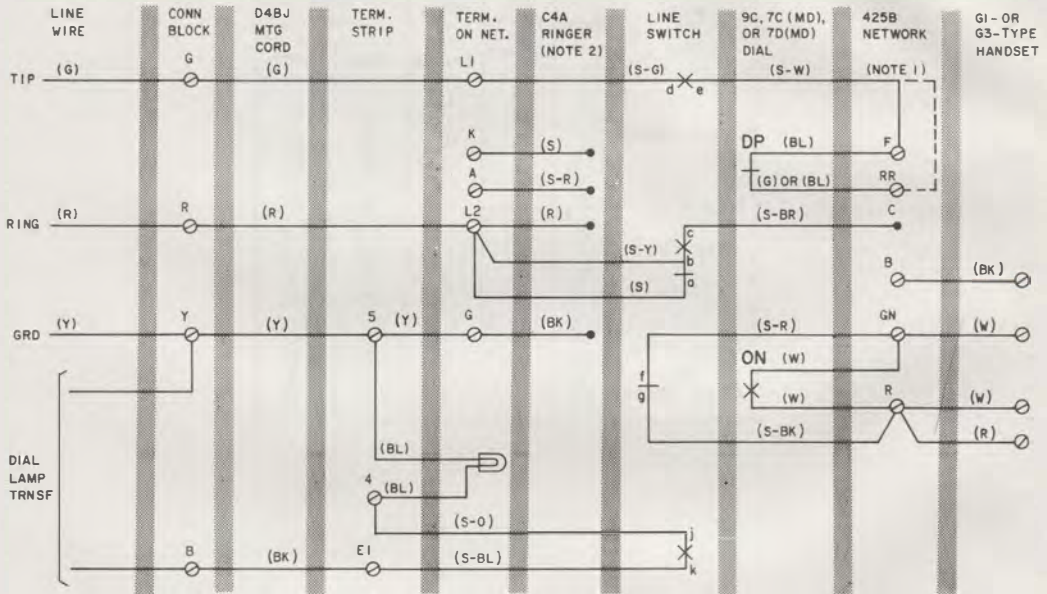 LINE WIRE
CONN BLOCK
D4BJ MTG CORD
TERM. STRIP
TERM. ON NET.
C4A RINGER (NOTE 2)
LINE SWITCH
9C, 7C (MD), OR 7D(MD) DIAL
425B NETWORK
G1- OR G3-TYPE HANDSET
TIP (G) G (G) L1 (S-G) d e (S-W) (NOTE 1)
K (S) DP (BL) F
A (S-R) (G) OR (BL) RR
RING (R) R (R) L2 (R) c (S-BR) C
(S-Y) b B (BK)
(S) a
GRD (Y) Y (Y) 5 (Y) G (BK) (S-R) GN (W)
f ON (W)
g (W) R (W)
(S-BK) (R)
DIAL LAMP TRNSF
(BL)
4 (BL)
(S-O) j
B (BK) E1 (S-BL) k